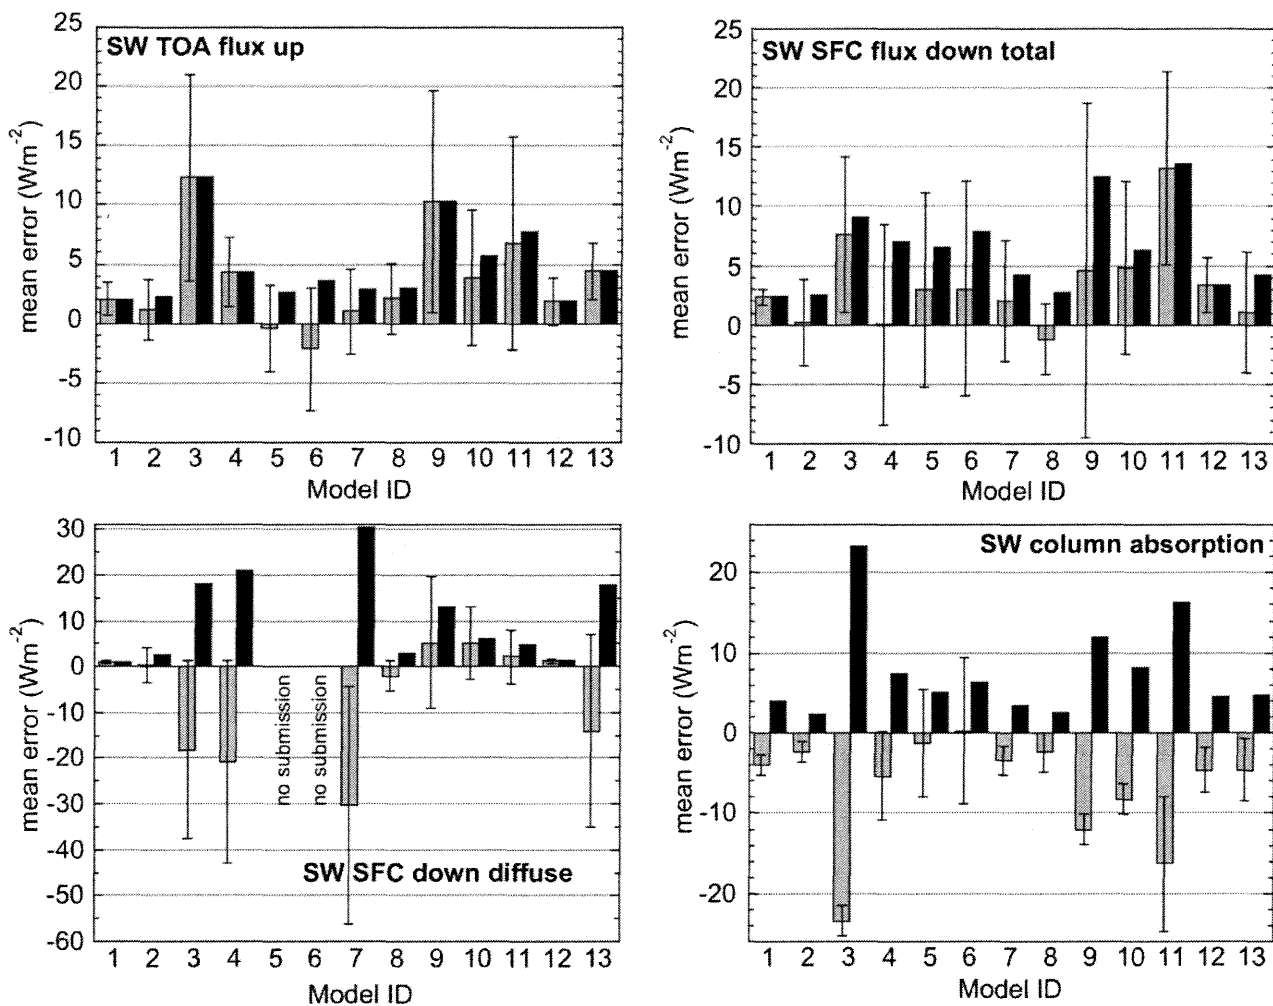 SW TOA flux up
mean error (Wm-2)
25
20
15
10
5
0
-5
-10
1 2 3 4 5 6 7 8 9 10 11 12 13
Model ID
SW SFC flux down total
mean error (Wm-2)
25
20
15
10
5
0
-5
-10
1 2 3 4 5 6 7 8 9 10 11 12 13
Model ID
SW SFC down diffuse
mean error (Wm-2)
30
20
10
0
-10
-20
-30
-40
-50
-60
no submission
no submission
1 2 3 4 5 6 7 8 9 10 11 12 13
Model ID
SW column absorption
mean error (Wm-2)
20
10
0
-10
-20
1 2 3 4 5 6 7 8 9 10 11 12 13
Model ID